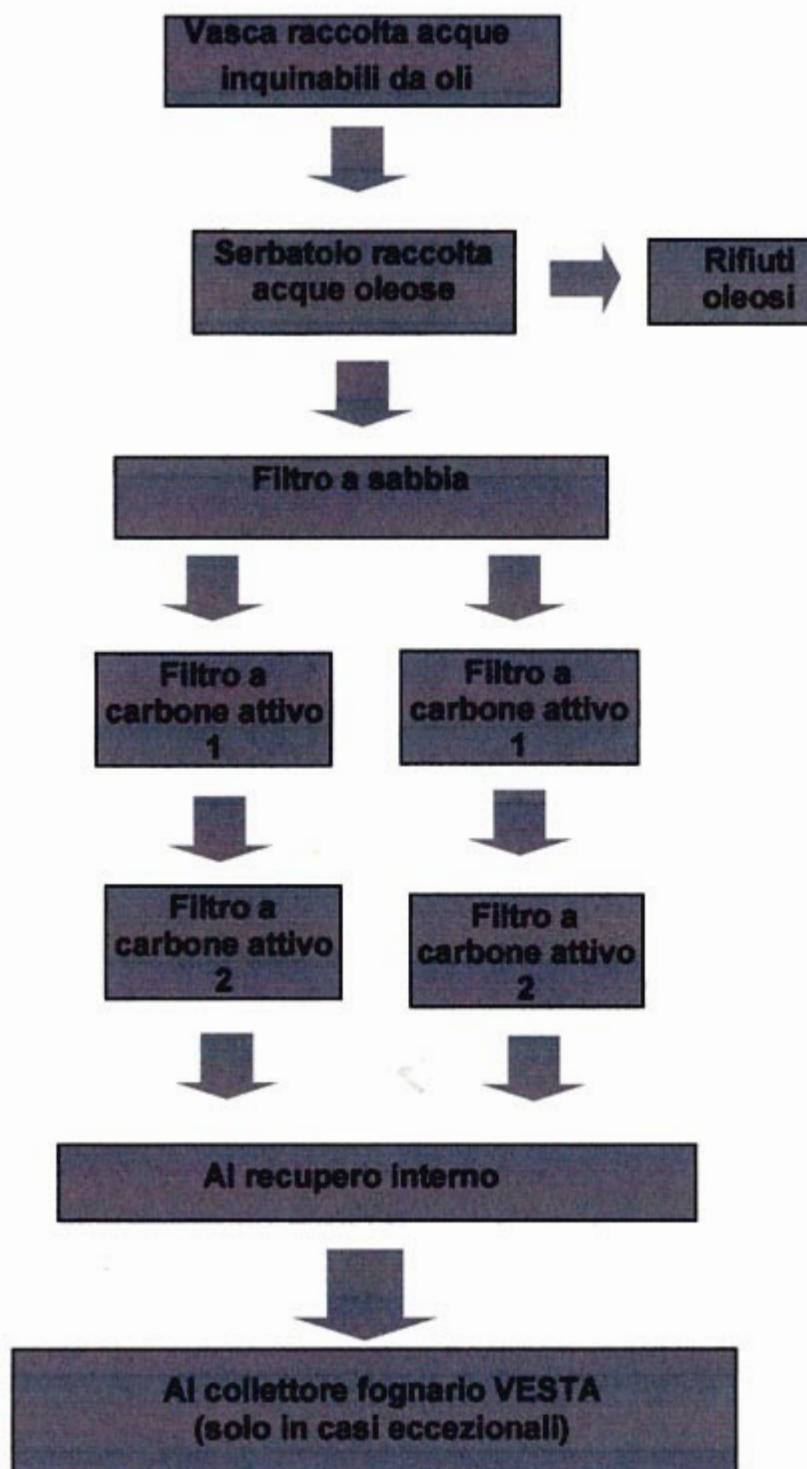 Vasca raccolta acque
inquinabili da oli
Serbatoio raccolta
acque oleose
Rifiuti
oleosi
Filtro a sabbia
Filtro a
carbone attivo
1
Filtro a
carbone attivo
1
Filtro a
carbone attivo
2
Filtro a
carbone attivo
2
Al recupero interno
Al collettore fognario VESTA
(solo in casi eccezionali)